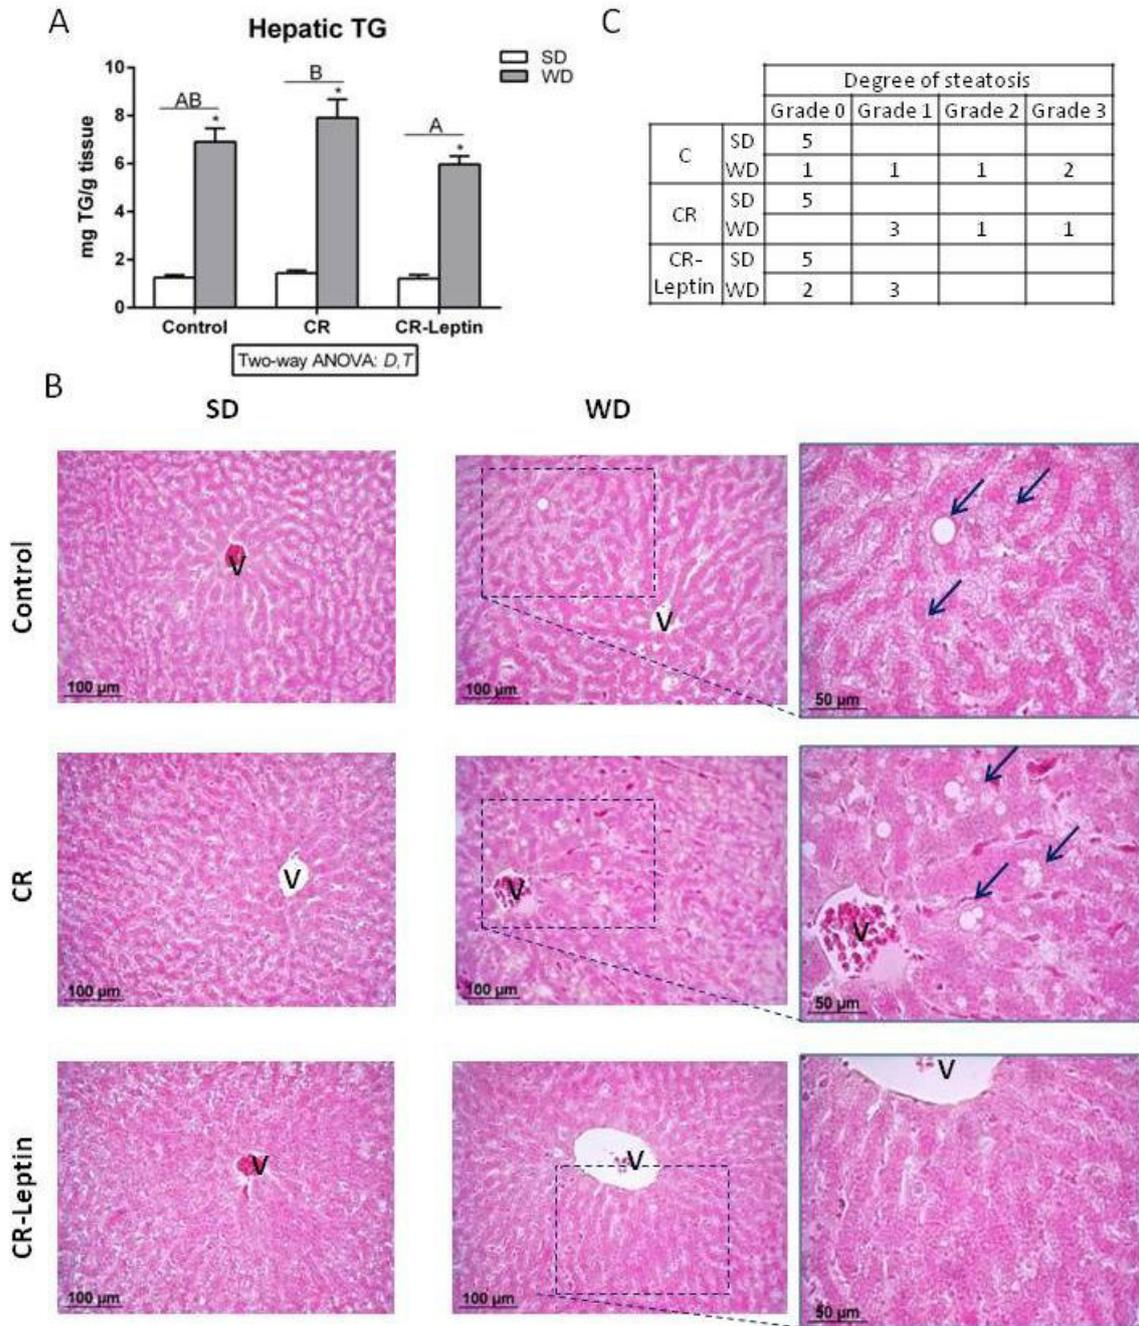 A
Hepatic TG
SD
WD
mg TG/g tissue
10
8
6
4
2
0
AB
*
B
*
A
*
Control
CR
CR-Leptin
Two-way ANOVA: D,T
C
Degree of steatosis
Grade 0 Grade 1 Grade 2 Grade 3
C SD 5
WD 1 1 1 2
CR SD 5
WD 3 1 1
CR-Leptin SD 5
WD 2 3
B
SD
WD
Control
V
100 µm
V
100 µm
50 µm
CR
V
100 µm
V
100 µm
V
50 µm
CR-Leptin
V
100 µm
V
100 µm
V
50 µm